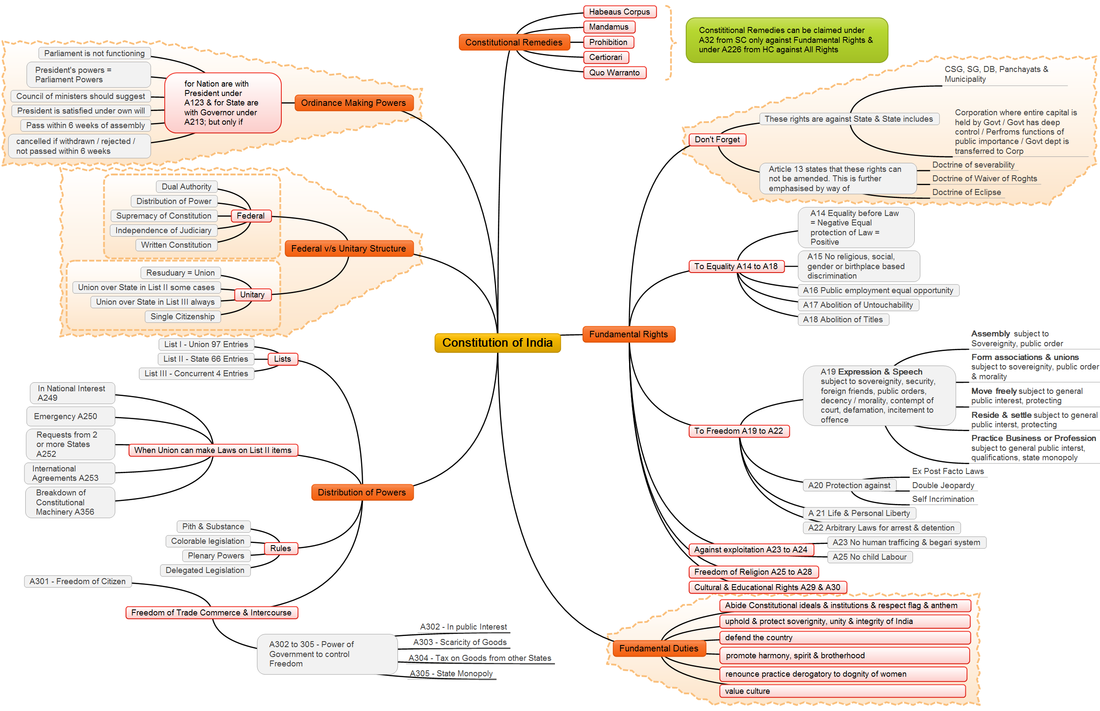 Constitution of India
Constitutional Remedies
Habeaus Corpus
Mandamus
Prohibition
Certiorari
Quo Warranto
Constitional Remedies can be claimed under
A32 from SC only against Fundamental Rights &
under A226 from HC against All Rights
Ordinance Making Powers
for Nation are with
President under
A123 & for State are
with Governor under
A213; but only if
Parliament is not functioning
President's powers =
Parliament Powers
Council of ministers should suggest
President is satisfied under own will
Pass within 6 weeks of assembly
cancelled if withdrawn / rejected /
not passed within 6 weeks
Federal v/s Unitary Structure
Federal
Dual Authority
Distribution of Power
Supremacy of Constitution
Independence of Judiciary
Written Constitution
Unitary
Resuduary = Union
Union over State in List II some cases
Union over State in List III always
Single Citizenship
Distribution of Powers
Lists
List I - Union 97 Entries
List II - State 66 Entries
List III - Concurrent 4 Entries
When Union can make Laws on List II items
In National Interest
A249
Emergency A250
Requests from 2
or more States
A252
International
Agreements A253
Breakdown of
Constitutional
Machinery A356
Rules
Pith & Substance
Colorable legislation
Plenary Powers
Delegated Legislation
Freedom of Trade Commerce & Intercourse
A301 - Freedom of Citizen
A302 to 305 - Power of
Government to control
Freedom
A302 - In public Interest
A303 - Scaricity of Goods
A304 - Tax on Goods from other States
A305 - State Monopoly
Fundamental Rights
Don't Forget
These rights are against State & State includes
CSG, SG, DB, Panchayats &
Municipality
Corporation where entire capital is
held by Govt / Govt has deep
control / Perfroms functions of
public importance / Govt dept is
transferred to Corp
Article 13 states that these rights can
not be amended. This is further
emphasised by way of
Doctrine of severability
Doctrine of Waiver of Roghts
Doctrine of Eclipse
To Equality A14 to A18
A14 Equality before Law
= Negative Equal
protection of Law =
Positive
A15 No religious, social,
gender or birthplace based
discrimination
A16 Public employment equal opportunity
A17 Abolition of Untouchability
A18 Abolition of Titles
To Freedom A19 to A22
A19 Expression & Speech
subject to sovereignity, security,
foreign friends, public orders,
decency / morality, contempt of
court, defamation, incitement to
offence
Assembly subject to
Sovereignity, public order
Form associations & unions
subject to sovereignity, public order
& morality
Move freely subject to general
public interest, protecting
Reside & settle subject to general
public interst, protecting
Practice Business or Profession
subject to general public interst,
qualifications, state monopoly
A20 Protection against
Ex Post Facto Laws
Double Jeopardy
Self Incrimination
A 21 Life & Personal Liberty
A22 Arbitrary Laws for arrest & detention
Against exploitation A23 to A24
A23 No human trafficing & begari system
A25 No child Labour
Freedom of Religion A25 to A28
Cultural & Educational Rights A29 & A30
Fundamental Duties
Abide Constitutional ideals & institutions & respect flag & anthem
uphold & protect soverignity, unity & integrity of India
defend the country
promote harmony, spirit & brotherhood
renounce practice derogatory to dognity of women
value culture